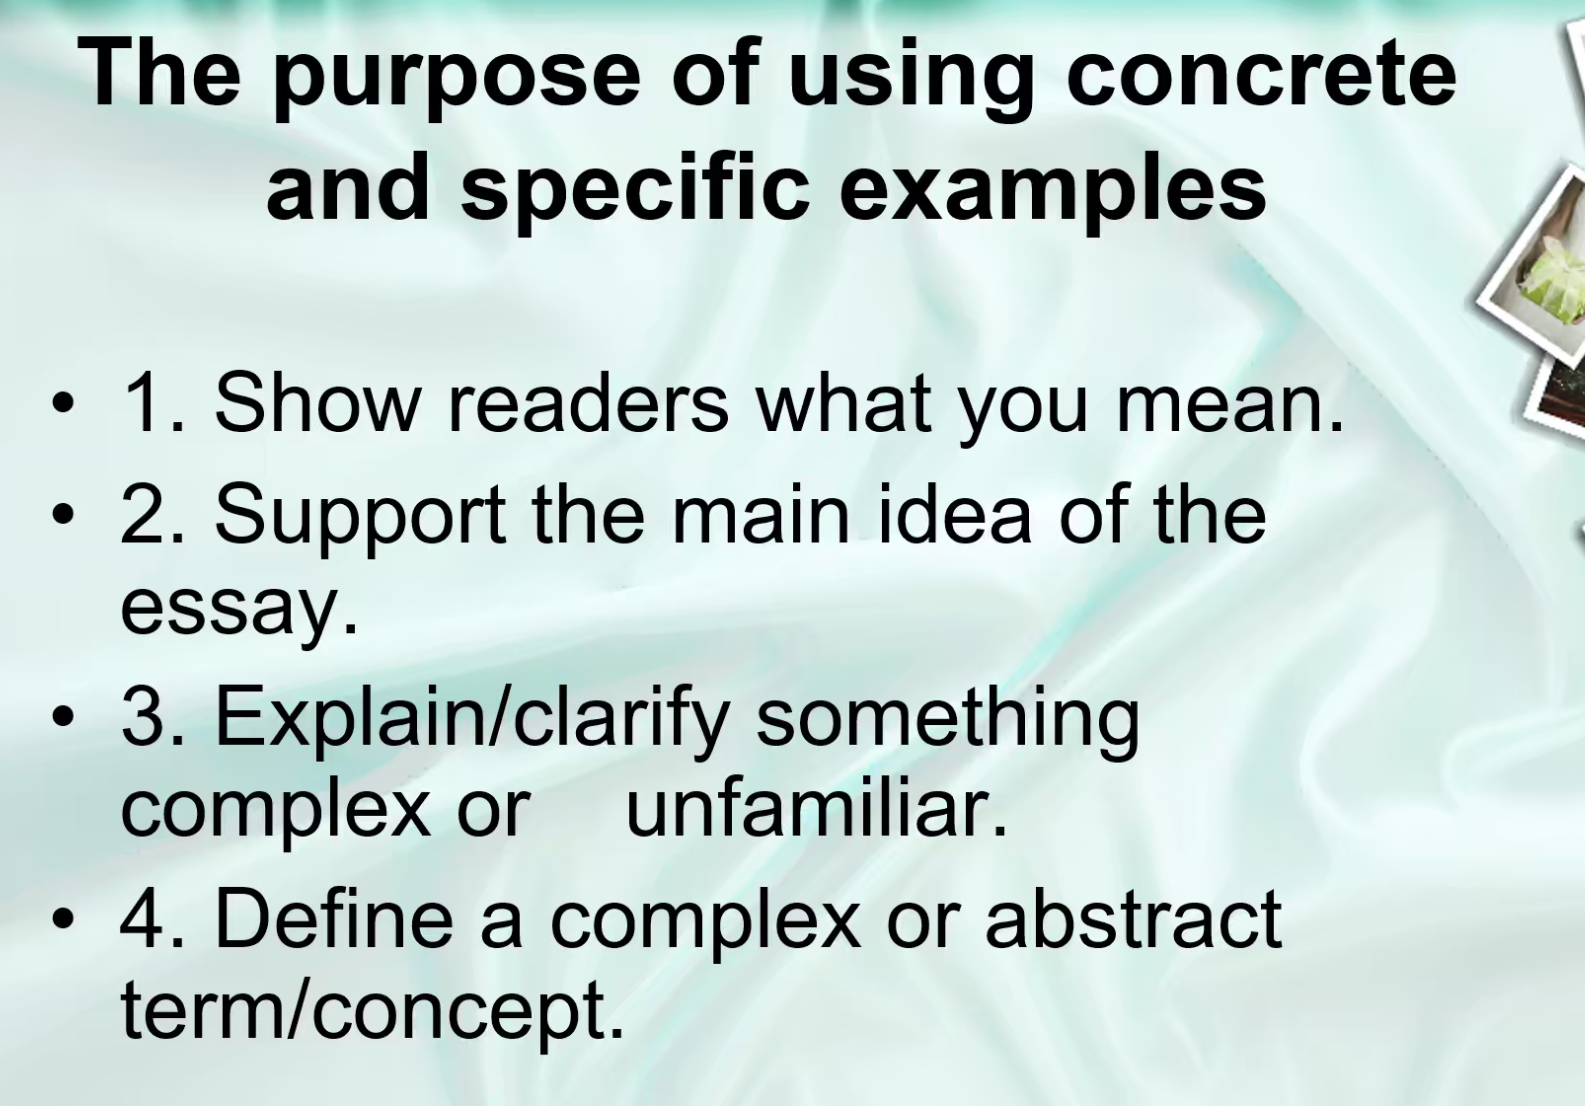 The purpose of using concrete
and specific examples
• 1. Show readers what you mean.
• 2. Support the main idea of the
essay.
• 3. Explain/clarify something
complex or    unfamiliar.
• 4. Define a complex or abstract
term/concept.